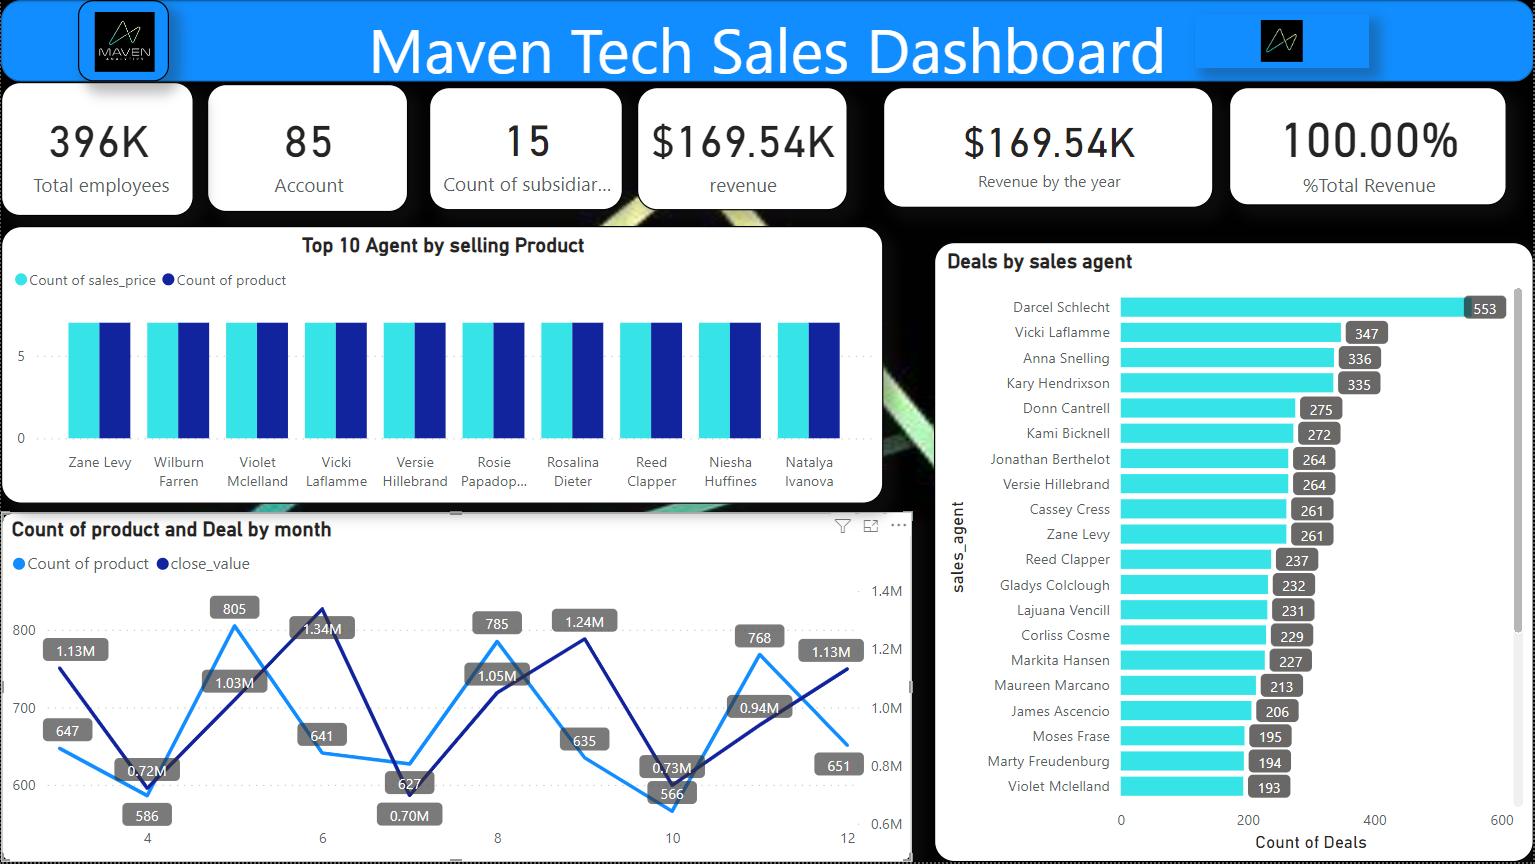 MAVEN
ANALYTICS
Maven Tech Sales Dashboard
396K
Total employees
85
Account
15
Count of subsidiar...
$169.54K
revenue
$169.54K
Revenue by the year
100.00%
%Total Revenue
Top 10 Agent by selling Product
Count of sales_price Count of product
5
0
Zane Levy
Wilburn
Farren
Violet
Mclelland
Vicki
Laflamme
Versie
Hillebrand
Rosie
Papadop...
Rosalina
Dieter
Reed
Clapper
Niesha
Huffines
Natalya
Ivanova
Count of product and Deal by month
Count of product close_value
800
700
600
1.4M
1.2M
1.0M
0.8M
0.6M
647
586
805
641
627
785
635
566
768
651
1.13M
0.72M
1.03M
1.34M
0.70M
1.05M
1.24M
0.73M
0.94M
1.13M
4 6 8 10 12
Deals by sales agent
sales_agent
Darcel Schlecht 553
Vicki Laflamme 347
Anna Snelling 336
Kary Hendrixson 335
Donn Cantrell 275
Kami Bicknell 272
Jonathan Berthelot 264
Versie Hillebrand 264
Cassey Cress 261
Zane Levy 261
Reed Clapper 237
Gladys Colclough 232
Lajuana Vencill 231
Corliss Cosme 229
Markita Hansen 227
Maureen Marcano 213
James Ascencio 206
Moses Frase 195
Marty Freudenburg 194
Violet Mclelland 193
0 200 400 600
Count of Deals